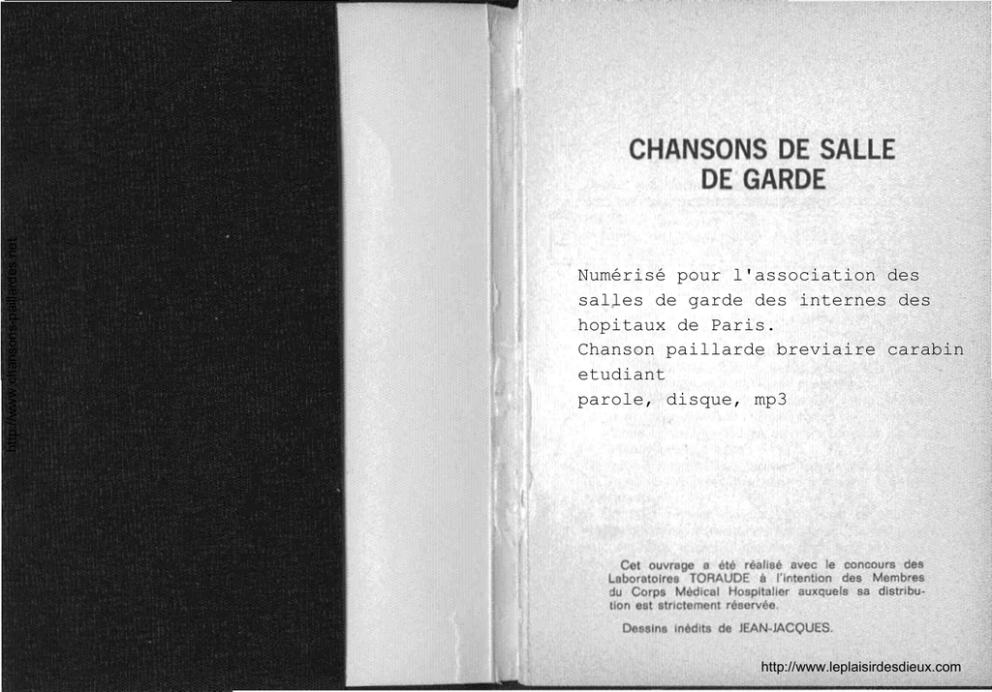 CHANSONS DE SALLE
DE GARDE
Numérisé pour l'association des
salles de garde des internes des
hopitaux de Paris.
Chanson paillarde breviaire carabin
etudiant
parole, disque, mp3
Cet ouvrage a été réalisé avec le concours des
Laboratoires TORAUDE à l'intention des Membres
du Corps Médical Hospitalier auxquels sa distribu-
tion est strictement réservée.
Dessins inédits de JEAN-JACQUES.
http://www.leplaisirdesdieux.com
http://www.chansons-paillardes.net